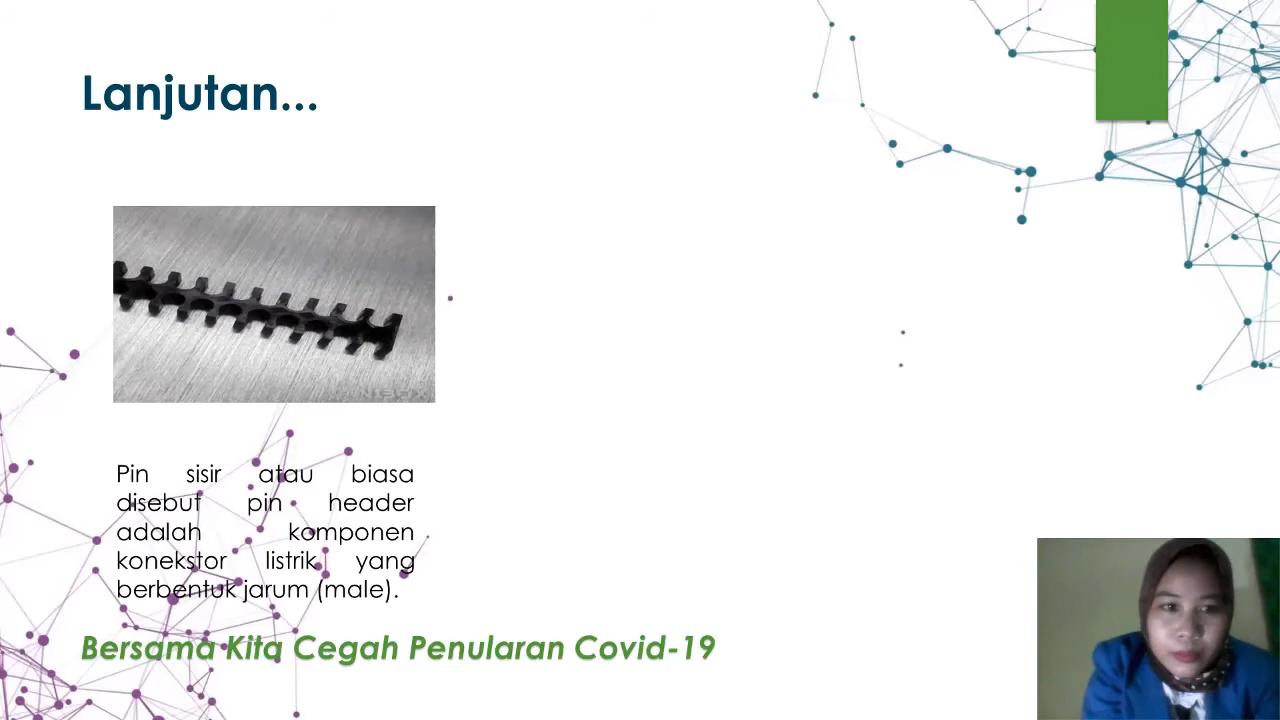 Lanjutan...
Pin sisir atau biasa
disebut pin header
adalah komponen
konekstor listrik yang
berbentuk jarum (male).
Bersama Kita Cegah Penularan Covid-19